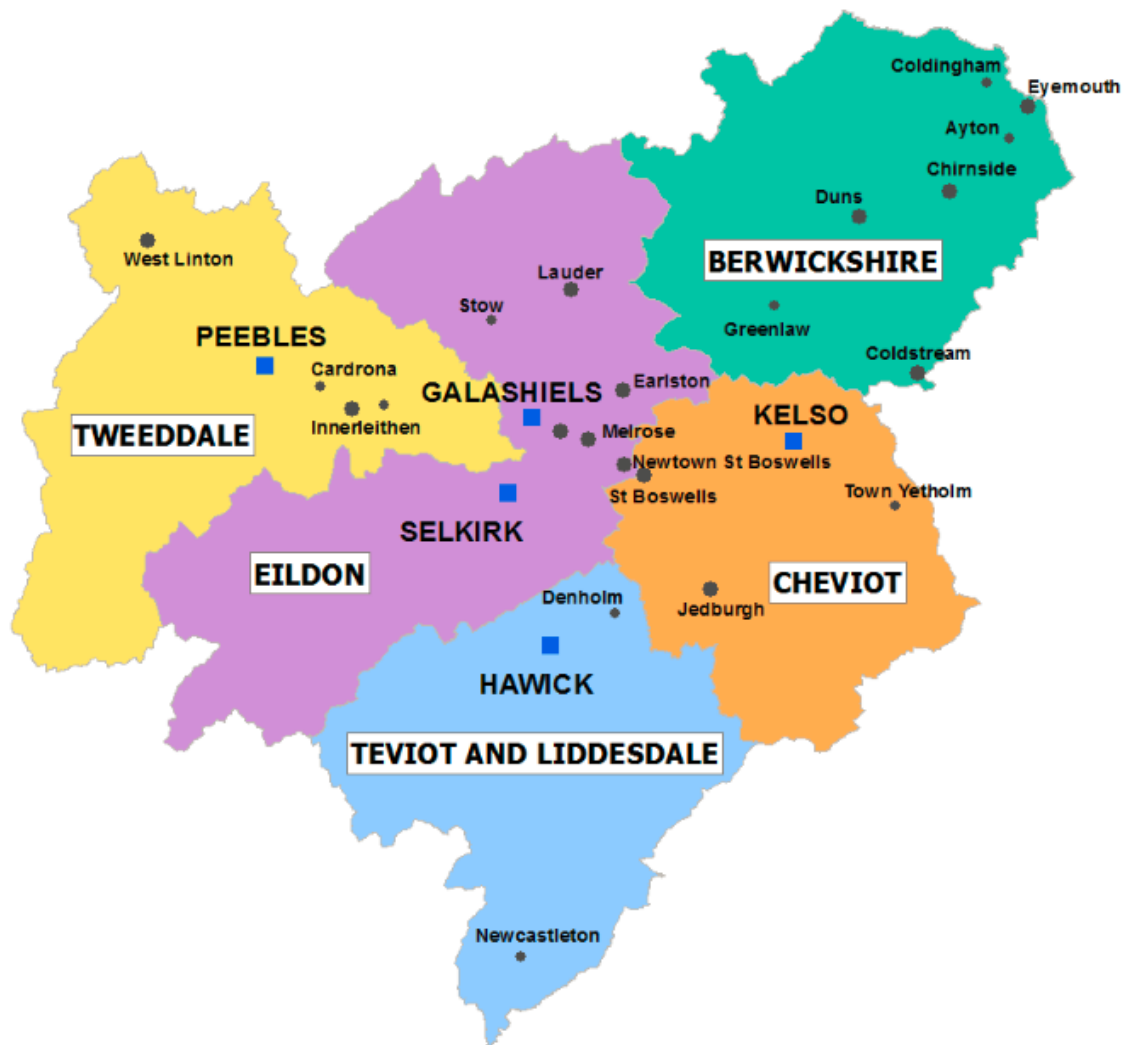 Coldingham
Eyemouth
Ayton
Chirnside
Duns
West Linton
BERWICKSHIRE
Lauder
Stow
Greenlaw
PEEBLES
Coldstream
Cardrona
Earlston
GALASHIELS
KELSO
Innerleithen
TWEEDDALE
Melrose
Newtown St Boswells
Town Yetholm
St Boswells
SELKIRK
EILDON
CHEVIOT
Denholm
Jedburgh
HAWICK
TEVIOT AND LIDDESDALE
Newcastleton